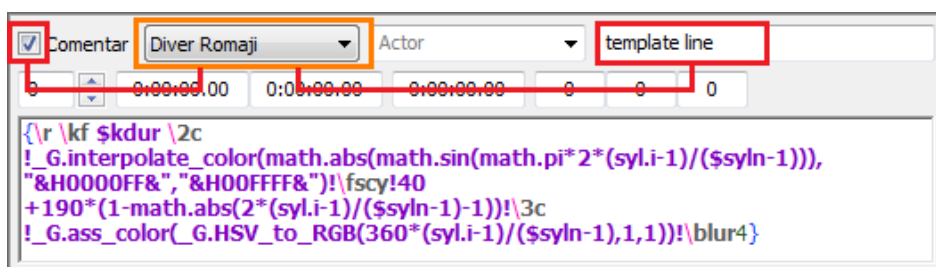 Comentar Diver Romaji Actor template line
0 0:00:00.00 0:00:00.00 0:00:00.00 0 0 0
{\r \kf $kdur \2c
!_G.interpolate_color(math.abs(math.sin(math.pi*2*(syl.i-1)/($syln-1))),
"&H0000FF&","&H00FFFF&")!\fscy!40
+190*(1-math.abs(2*(syl.i-1)/($syln-1)-1))!\3c
!_G.ass_color(_G.HSV_to_RGB(360*(syl.i-1)/($syln-1),1,1))!\blur4}